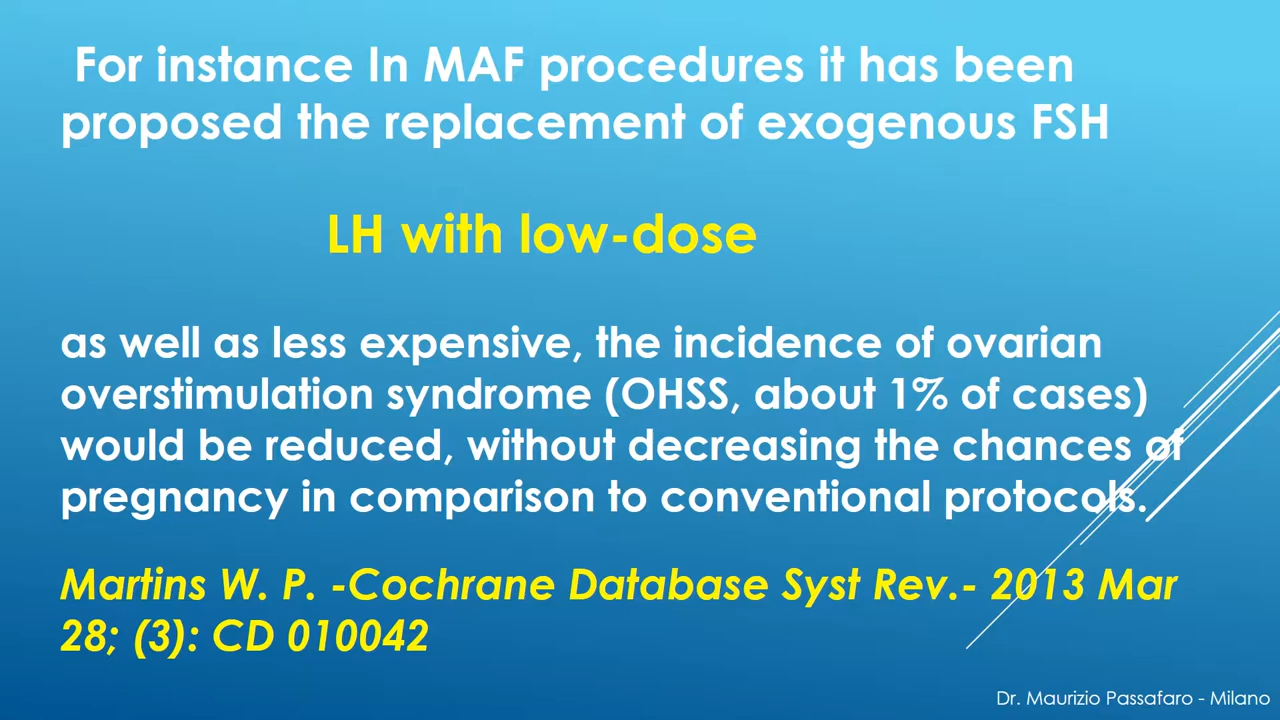 For instance In MAF procedures it has been
proposed the replacement of exogenous FSH
LH with low-dose
as well as less expensive, the incidence of ovarian
overstimulation syndrome (OHSS, about 1% of cases)
would be reduced, without decreasing the chances of
pregnancy in comparison to conventional protocols.
Martins W. P. -Cochrane Database Syst Rev.- 2013 Mar
28; (3): CD 010042
Dr. Maurizio Passafaro - Milano